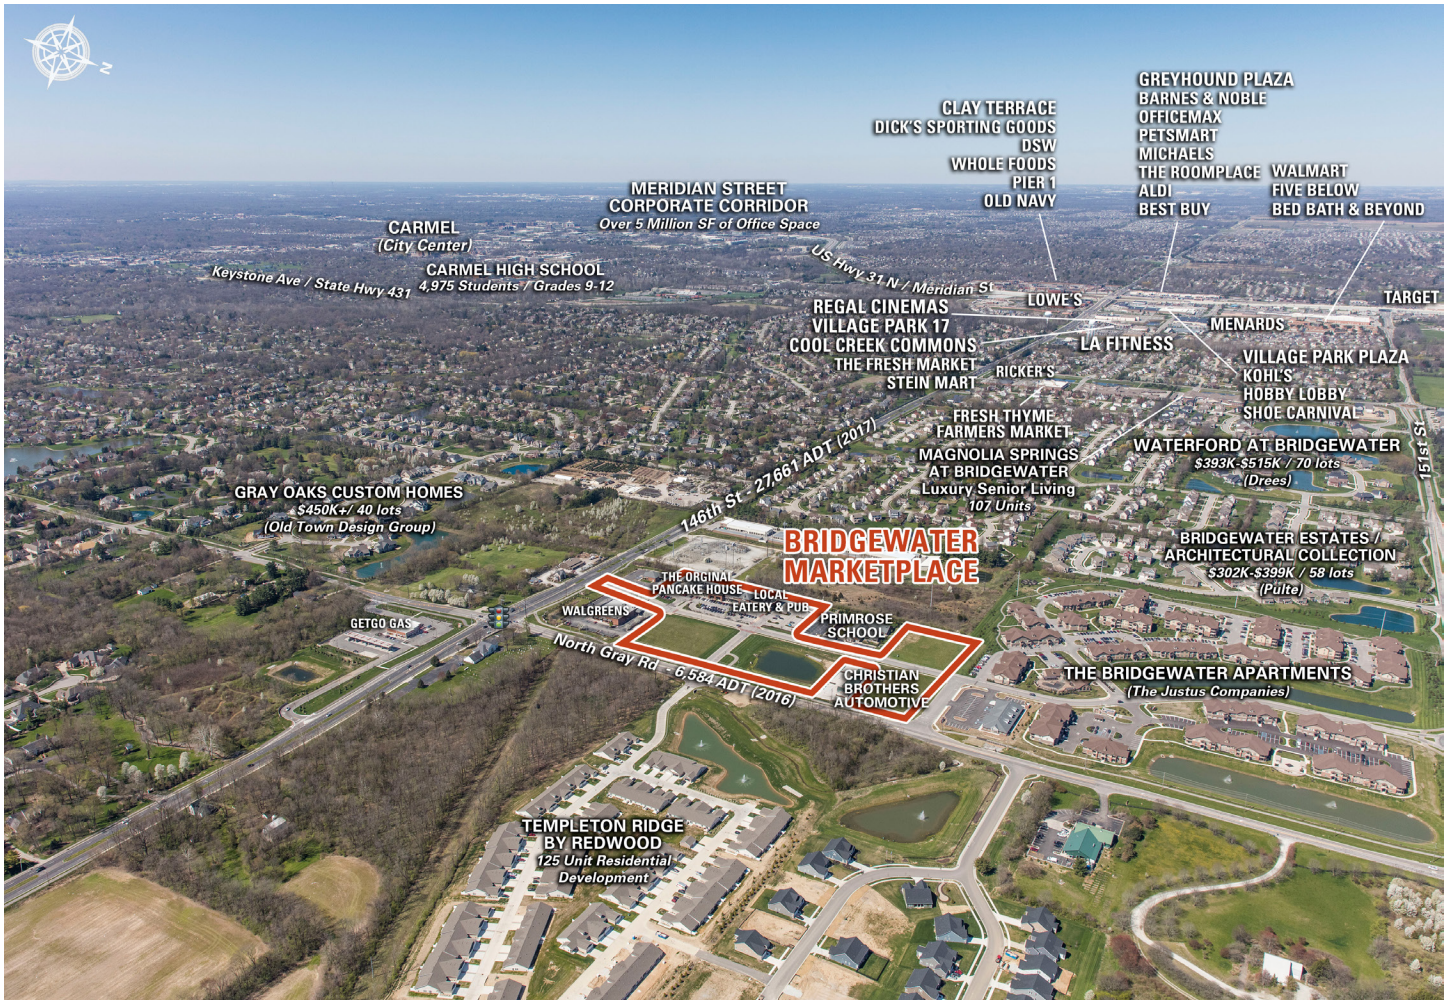 N
GREYHOUND PLAZA
BARNES & NOBLE
OFFICEMAX
PETSMART
MICHAELS
THE ROOMPLACE
ALDI
BEST BUY
CLAY TERRACE
DICK'S SPORTING GOODS
DSW
WHOLE FOODS
PIER 1
OLD NAVY
WALMART
FIVE BELOW
BED BATH & BEYOND
MERIDIAN STREET
CORPORATE CORRIDOR
Over 5 Million SF of Office Space
CARMEL
(City Center)
CARMEL HIGH SCHOOL
4,975 Students / Grades 9-12
Keystone Ave / State Hwy 431
US Hwy 31 N / Meridian St
LOWE'S
TARGET
REGAL CINEMAS
VILLAGE PARK 17
COOL CREEK COMMONS
THE FRESH MARKET
STEIN MART
MENARDS
LA FITNESS
RICKER'S
VILLAGE PARK PLAZA
KOHL'S
HOBBY LOBBY
SHOE CARNIVAL
FRESH THYME
FARMERS MARKET
MAGNOLIA SPRINGS
AT BRIDGEWATER
Luxury Senior Living
107 Units
WATERFORD AT BRIDGEWATER
$393K-$515K / 70 lots
(Drees)
151st St.
146th St - 27,661 ADT (2017)
GRAY OAKS CUSTOM HOMES
$450K+/ 40 lots
(Old Town Design Group)
BRIDGEWATER
MARKETPLACE
BRIDGEWATER ESTATES /
ARCHITECTURAL COLLECTION
$302K-$399K / 58 lots
(Pulte)
THE ORGINAL
PANCAKE HOUSE
LOCAL
EATERY & PUB
WALGREENS
PRIMROSE
SCHOOL
GETGO GAS
North Gray Rd - 6,584 ADT (2016)
CHRISTIAN
BROTHERS
AUTOMOTIVE
THE BRIDGEWATER APARTMENTS
(The Justus Companies)
TEMPLETON RIDGE
BY REDWOOD
125 Unit Residential
Development